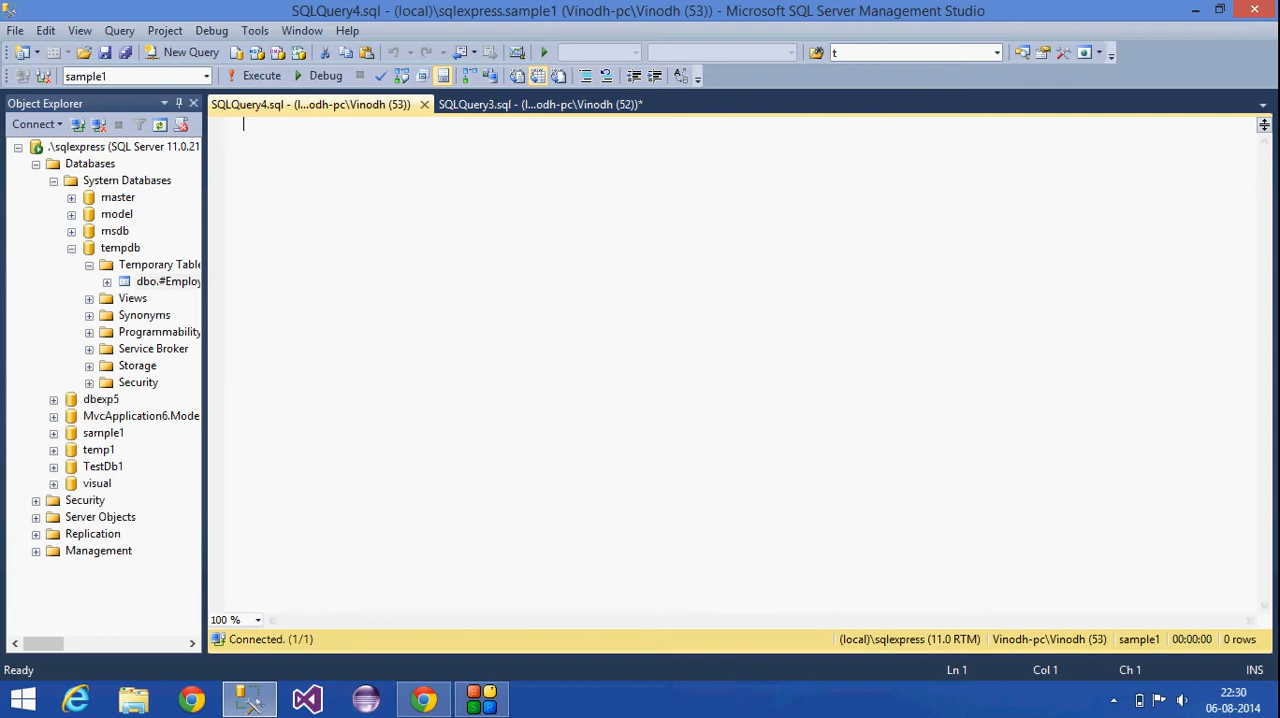 SQLQuery4.sql - (local)\sqlexpress.sample1 (Vinodh-pc\Vinodh (53)) - Microsoft SQL Server Management Studio
File Edit View Query Project Debug Tools Window Help
New Query t
sample1 Execute Debug
Object Explorer
SQLQuery4.sql - (l...odh-pc\Vinodh (53)) SQLQuery3.sql - (l...odh-pc\Vinodh (52))*
Connect
.\sqlexpress (SQL Server 11.0.21
Databases
System Databases
master
model
msdb
tempdb
Temporary Table
dbo.#Employ
Views
Synonyms
Programmability
Service Broker
Storage
Security
dbexp5
MvcApplication6.Mode
sample1
temp1
TestDb1
visual
Security
Server Objects
Replication
Management
100 %
Connected. (1/1) (local)\sqlexpress (11.0 RTM) Vinodh-pc\Vinodh (53) sample1 00:00:00 0 rows
Ready Ln 1 Col 1 Ch 1 INS
22:30
06-08-2014